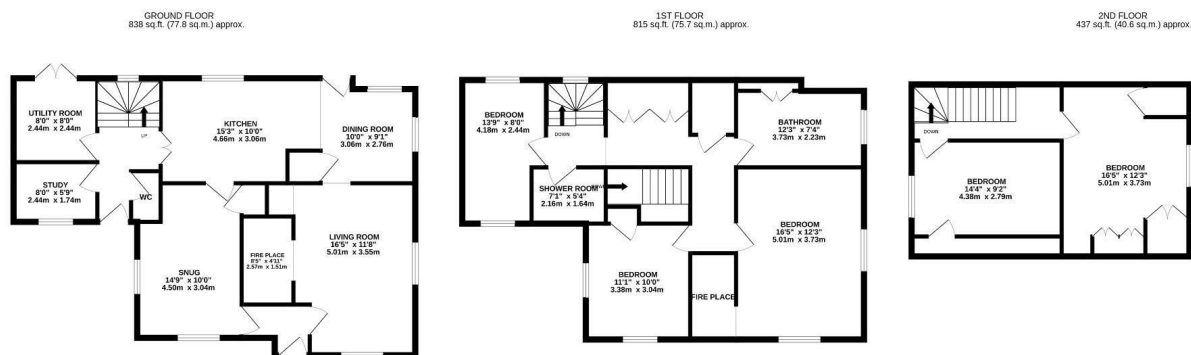 GROUND FLOOR
838 sq.ft. (77.8 sq.m.) approx.
UTILITY ROOM
8'0" x 8'0"
2.44m x 2.44m
UP
KITCHEN
15'3" x 10'0"
4.66m x 3.06m
DINING ROOM
10'0" x 9'1"
3.06m x 2.76m
STUDY
8'0" x 5'9"
2.44m x 1.74m
WC
LIVING ROOM
16'5" x 11'8"
5.01m x 3.55m
FIRE PLACE
8'5" x 4'11"
2.57m x 1.51m
SNUG
14'9" x 10'0"
4.50m x 3.04m
1ST FLOOR
815 sq.ft. (75.7 sq.m.) approx.
BEDROOM
13'9" x 8'0"
4.18m x 2.44m
DOWN
BATHROOM
12'3" x 7'4"
3.73m x 2.23m
SHOWER ROOM
7'1" x 5'4"
2.16m x 1.64m
BEDROOM
16'5" x 12'3"
5.01m x 3.73m
BEDROOM
11'1" x 10'0"
3.38m x 3.04m
FIRE PLACE
2ND FLOOR
437 sq.ft. (40.6 sq.m.) approx.
DOWN
BEDROOM
16'5" x 12'3"
5.01m x 3.73m
BEDROOM
14'4" x 9'2"
4.38m x 2.79m